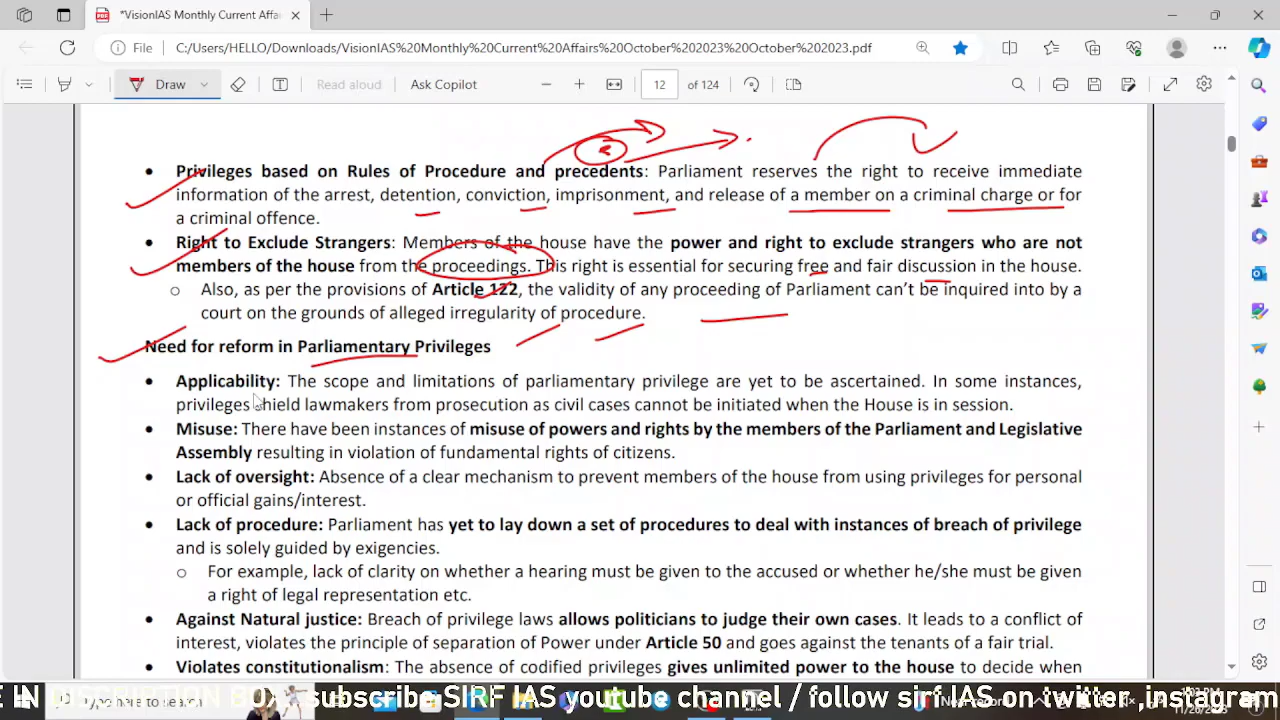 *VisionIAS Monthly Current Affai
File C:/Users/HELLO/Downloads/VisionIAS%20Monthly%20Current%20Affairs%20October%202023%20October%202023.pdf
Draw Read aloud Ask Copilot 12 of 124
• Privileges based on Rules of Procedure and precedents: Parliament reserves the right to receive immediate
information of the arrest, detention, conviction, imprisonment, and release of a member on a criminal charge or for
a criminal offence.
• Right to Exclude Strangers: Members of the house have the power and right to exclude strangers who are not
members of the house from the proceedings. This right is essential for securing free and fair discussion in the house.
o Also, as per the provisions of Article 122, the validity of any proceeding of Parliament can't be inquired into by a
court on the grounds of alleged irregularity of procedure.
Need for reform in Parliamentary Privileges
• Applicability: The scope and limitations of parliamentary privilege are yet to be ascertained. In some instances,
privileges shield lawmakers from prosecution as civil cases cannot be initiated when the House is in session.
• Misuse: There have been instances of misuse of powers and rights by the members of the Parliament and Legislative
Assembly resulting in violation of fundamental rights of citizens.
• Lack of oversight: Absence of a clear mechanism to prevent members of the house from using privileges for personal
or official gains/interest.
• Lack of procedure: Parliament has yet to lay down a set of procedures to deal with instances of breach of privilege
and is solely guided by exigencies.
o For example, lack of clarity on whether a hearing must be given to the accused or whether he/she must be given
a right of legal representation etc.
• Against Natural justice: Breach of privilege laws allows politicians to judge their own cases. It leads to a conflict of
interest, violates the principle of separation of Power under Article 50 and goes against the tenants of a fair trial.
• Violates constitutionalism: The absence of codified privileges gives unlimited power to the house to decide when
subscribe SIRF IAS youtube channel / follow sirf IAS on twitter,instagram